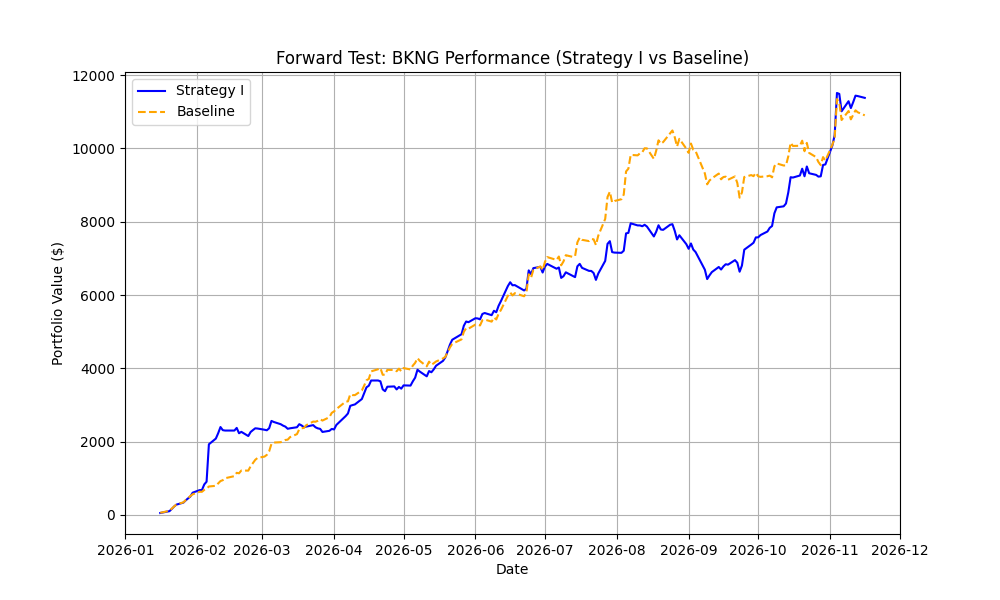 Forward Test: BKNG Performance (Strategy I vs Baseline)
Strategy I
Baseline
Portfolio Value ($)
12000
10000
8000
6000
4000
2000
0
2026-01 2026-02 2026-03 2026-04 2026-05 2026-06 2026-07 2026-08 2026-09 2026-10 2026-11 2026-12
Date